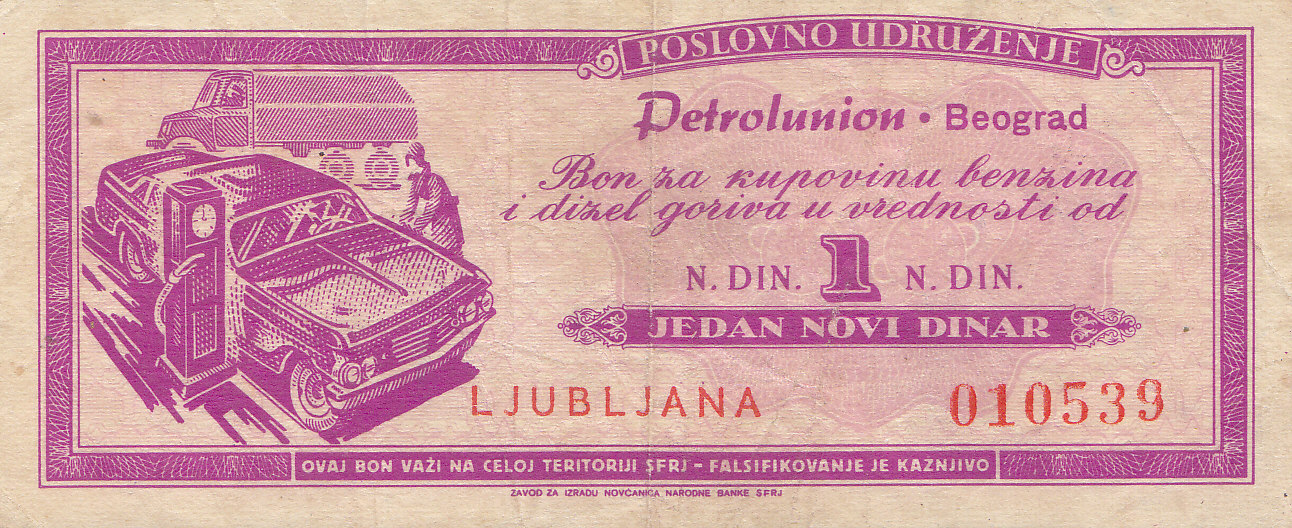 POSLOVNO UDRUŽENJE
Petrolunion • Beograd
Bon za kupovinu benzina
i dizel goriva u vrednosti od
N. DIN. 1 N. DIN.
JEDAN NOVI DINAR
LJUBLJANA 010539
OVAJ BON VAŽI NA CELOJ TERITORIJI SFRJ – FALSIFIKOVANJE JE KAZNJIVO
ZAVOD ZA IZRADU NOVČANICA NARODNE BANKE SFRJ